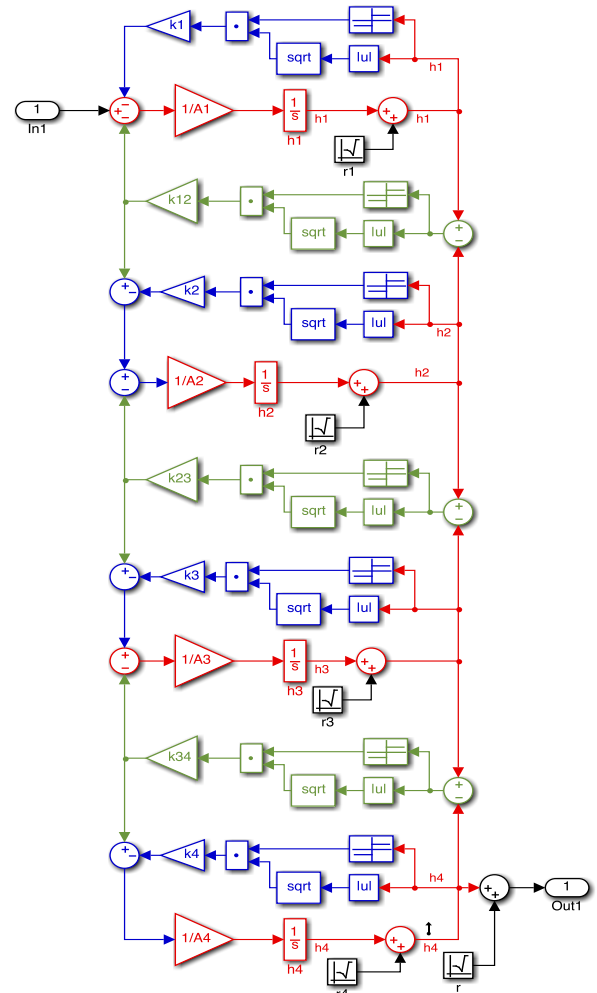 k1
sqrt
|u|
h1
1
In1
+
−
−
1/A1
1
s
h1
h1
+
+
h1
r1
k12
sqrt
|u|
+
−
+
−
k2
sqrt
|u|
h2
+
−
1/A2
1
s
h2
+
+
h2
r2
k23
sqrt
|u|
+
−
+
−
k3
sqrt
|u|
+
−
1/A3
1
s
h3
h3
+
+
r3
k34
sqrt
|u|
+
−
+
−
k4
sqrt
|u|
h4
+
+
1
Out1
1/A4
1
s
h4
h4
+
+
h4
r4
r